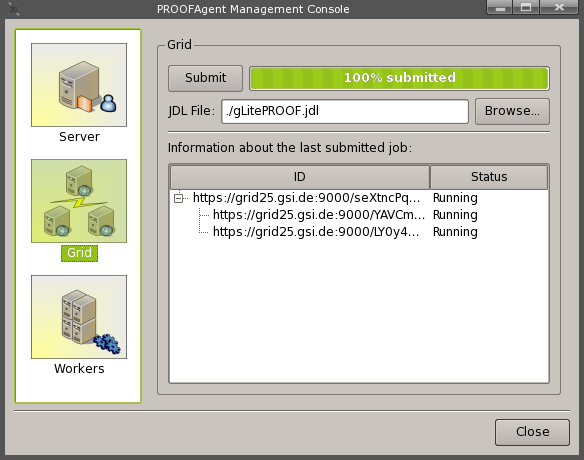 PROOFAgent Management Console
Server
Grid
Workers
Grid
Submit
100% submitted
JDL File:
./gLitePROOF.jdl
Browse...
Information about the last submitted job:
ID Status
https://grid25.gsi.de:9000/seXtncPq... Running
https://grid25.gsi.de:9000/YAVCm... Running
https://grid25.gsi.de:9000/LY0y4... Running
Close